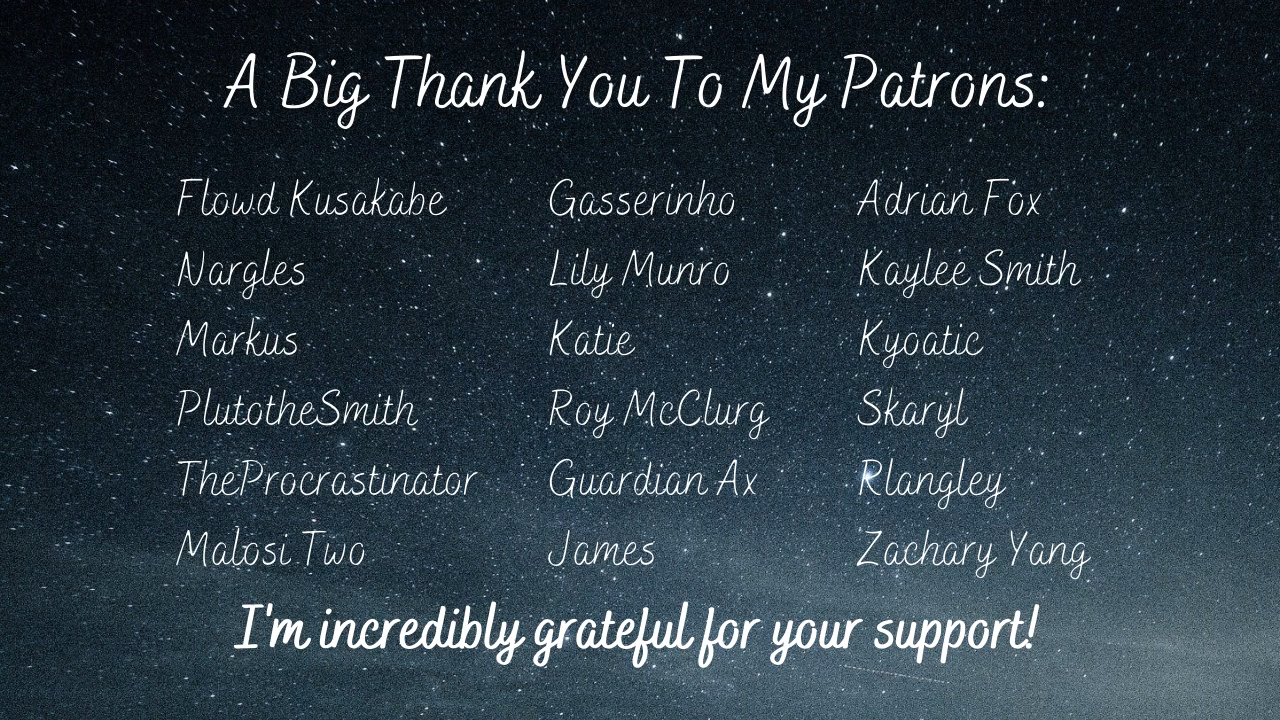 A Big Thank You To My Patrons:
Flowd Kusakabe Gasserinho Adrian Fox
Nargles Lily Munro Kaylee Smith
Markus Katie Kyoatic
PlutotheSmith Roy McClurg Skaryl
TheProcrastinator Guardian Ax Rlangley
Malosi Two James Zachary Yang
I'm incredibly grateful for your support!